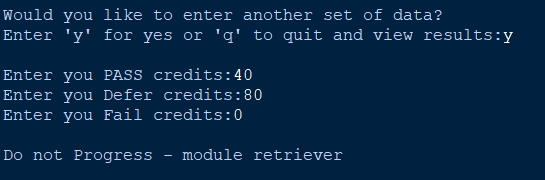 Would you like to enter another set of data?
Enter 'y' for yes or 'q' to quit and view results:y
Enter you PASS credits:40
Enter you Defer credits:80
Enter you Fail credits:0
Do not Progress – module retriever